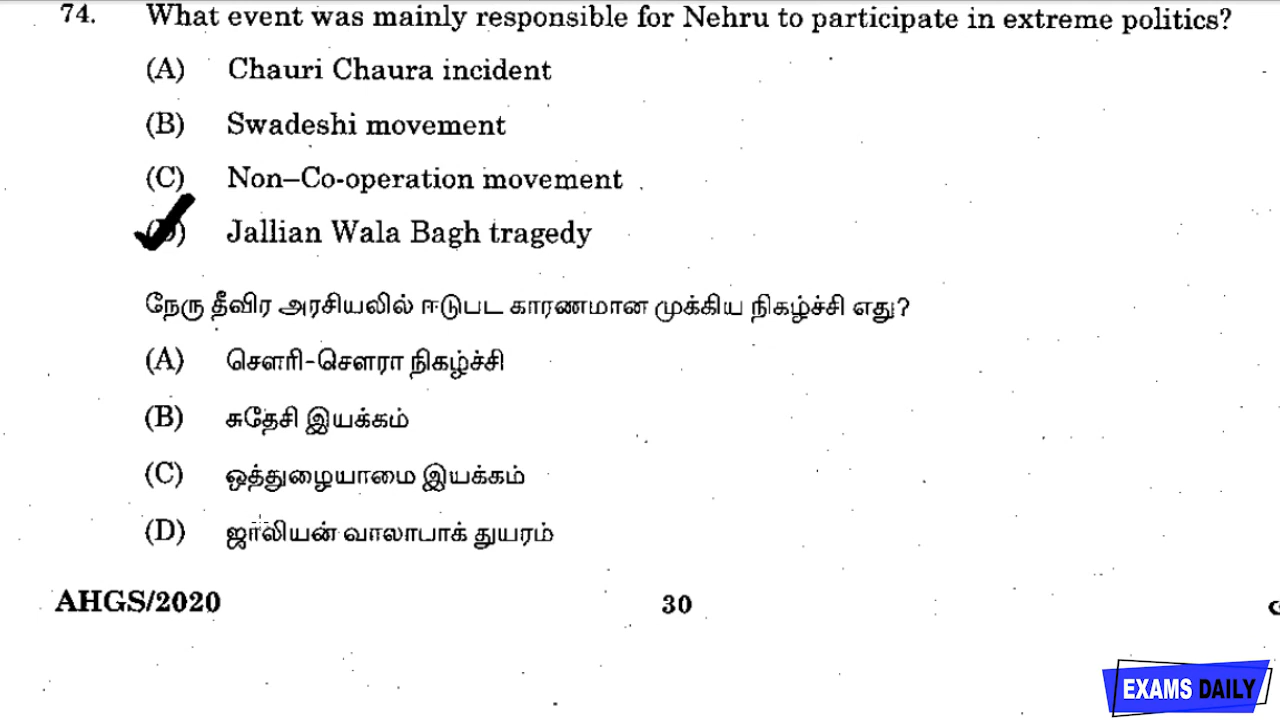 74. What event was mainly responsible for Nehru to participate in extreme politics?
(A) Chauri Chaura incident
(B) Swadeshi movement
(C) Non–Co-operation movement
Jallian Wala Bagh tragedy
நேரு தீவிர அரசியலில் ஈடுபட காரணமான முக்கிய நிகழ்ச்சி எது?
(A) சௌரி-சௌரா நிகழ்ச்சி
(B) சுதேசி இயக்கம்
(C) ஒத்துழையாமை இயக்கம்
(D) ஜாலியன் வாலாபாக் துயரம்
AHGS/2020 30
EXAMS DAILY